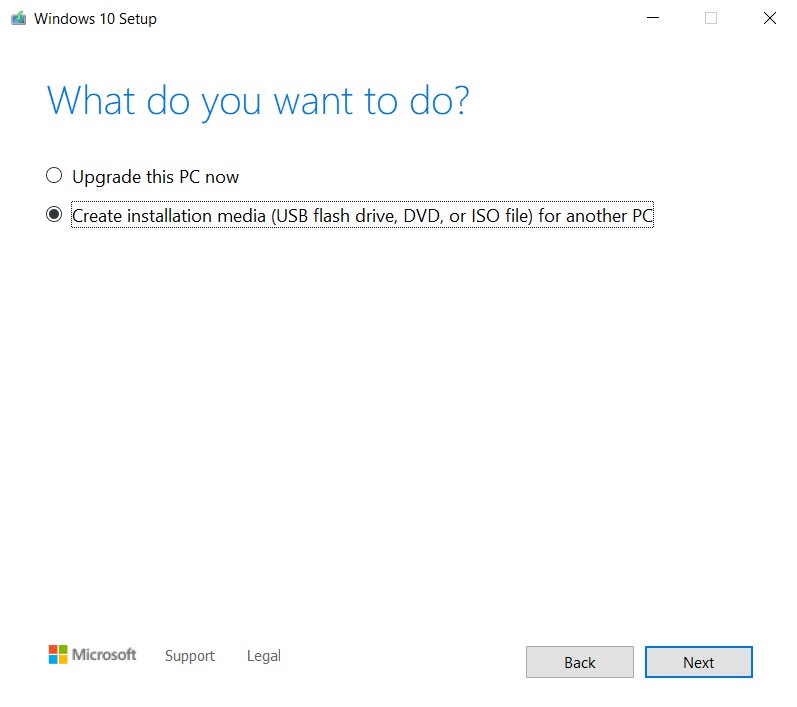 Windows 10 Setup
What do you want to do?
Upgrade this PC now
Create installation media (USB flash drive, DVD, or ISO file) for another PC
Microsoft Support Legal Back Next